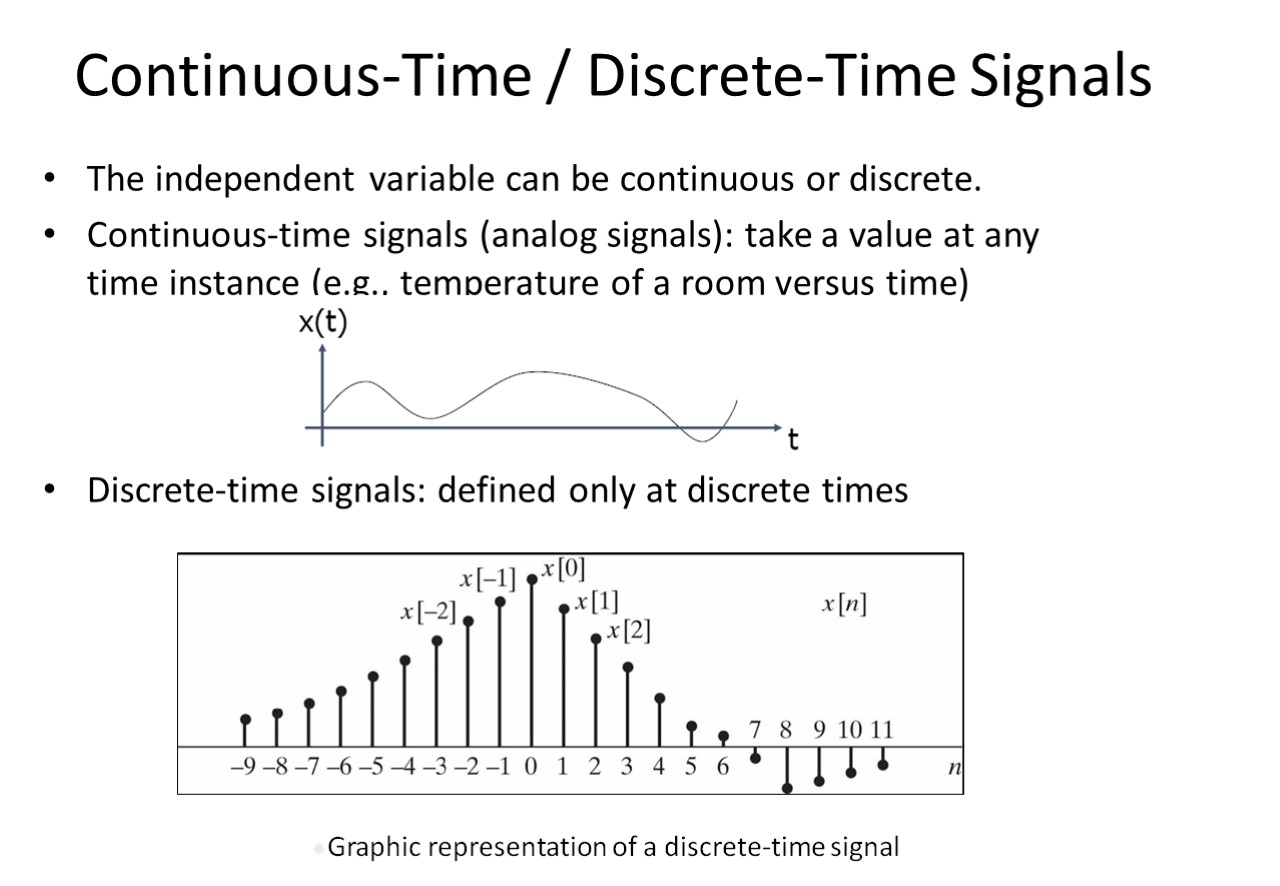 Continuous-Time / Discrete-Time Signals
• The independent variable can be continuous or discrete.
• Continuous-time signals (analog signals): take a value at any
time instance (e.g., temperature of a room versus time)
x(t)
t
• Discrete-time signals: defined only at discrete times
x[0]
x[–1]
x[1]
x[n]
x[–2]
x[2]
7 8 9 10 11
–9 –8 –7 –6 –5 –4 –3 –2 –1 0 1 2 3 4 5 6
n
Graphic representation of a discrete-time signal